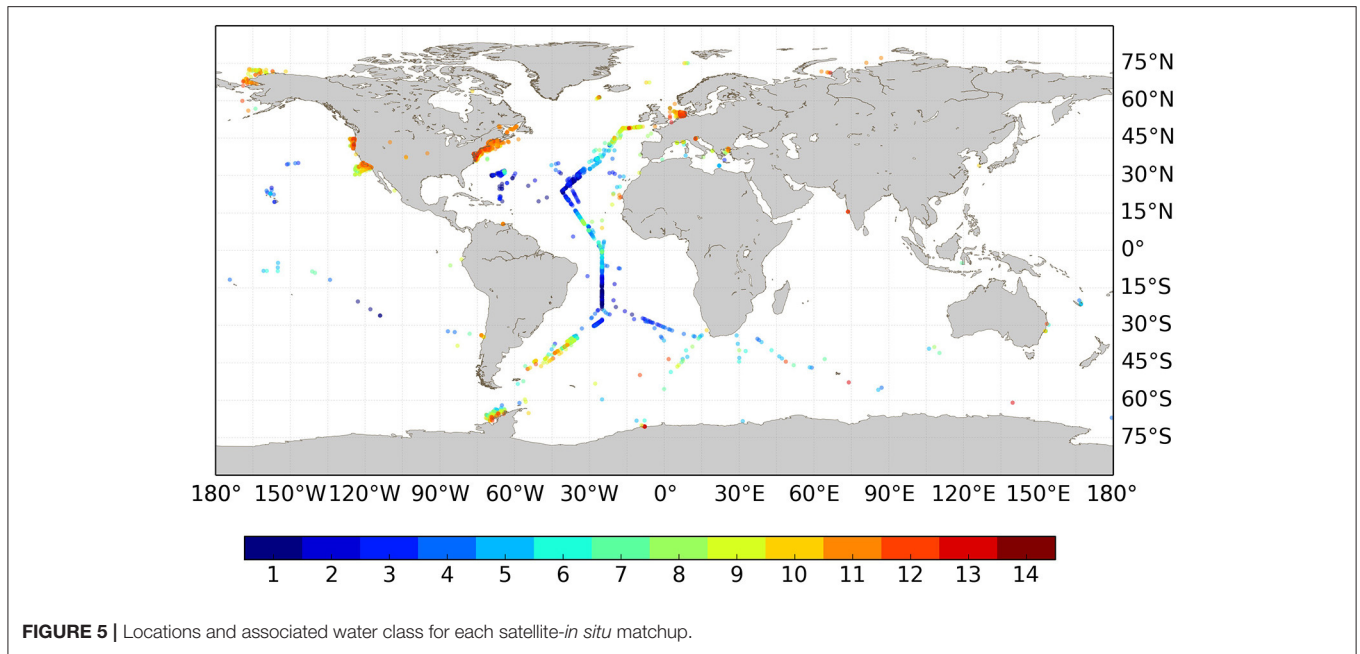 75°N
60°N
45°N
30°N
15°N
0°
15°S
30°S
45°S
60°S
75°S
180° 150°W 120°W 90°W 60°W 30°W 0° 30°E 60°E 90°E 120°E 150°E 180°
1 2 3 4 5 6 7 8 9 10 11 12 13 14
FIGURE 5 | Locations and associated water class for each satellite-in situ matchup.